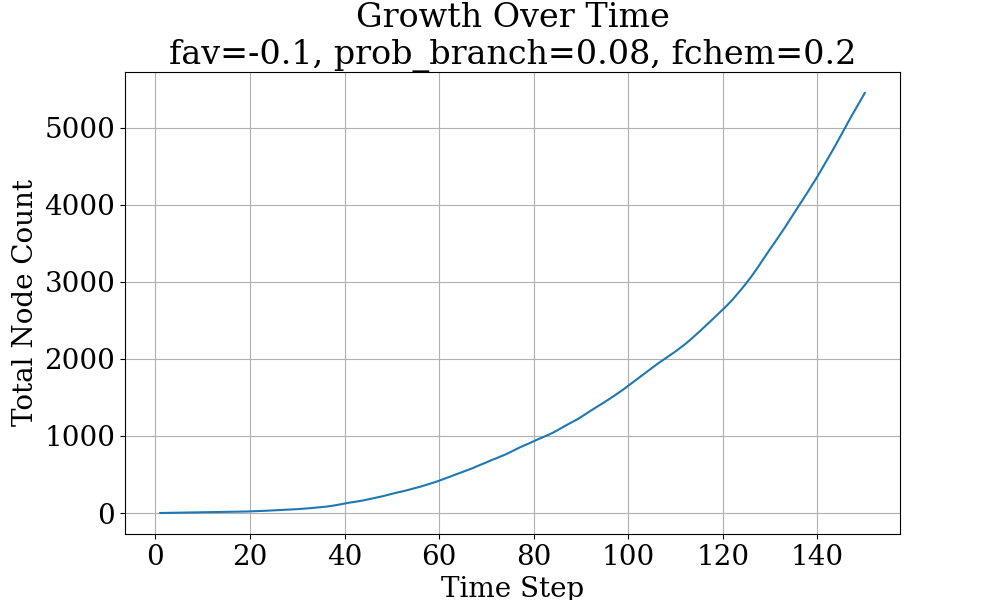 Growth Over Time
fav=-0.1, prob_branch=0.08, fchem=0.2
Total Node Count
5000
4000
3000
2000
1000
0
0 20 40 60 80 100 120 140
Time Step